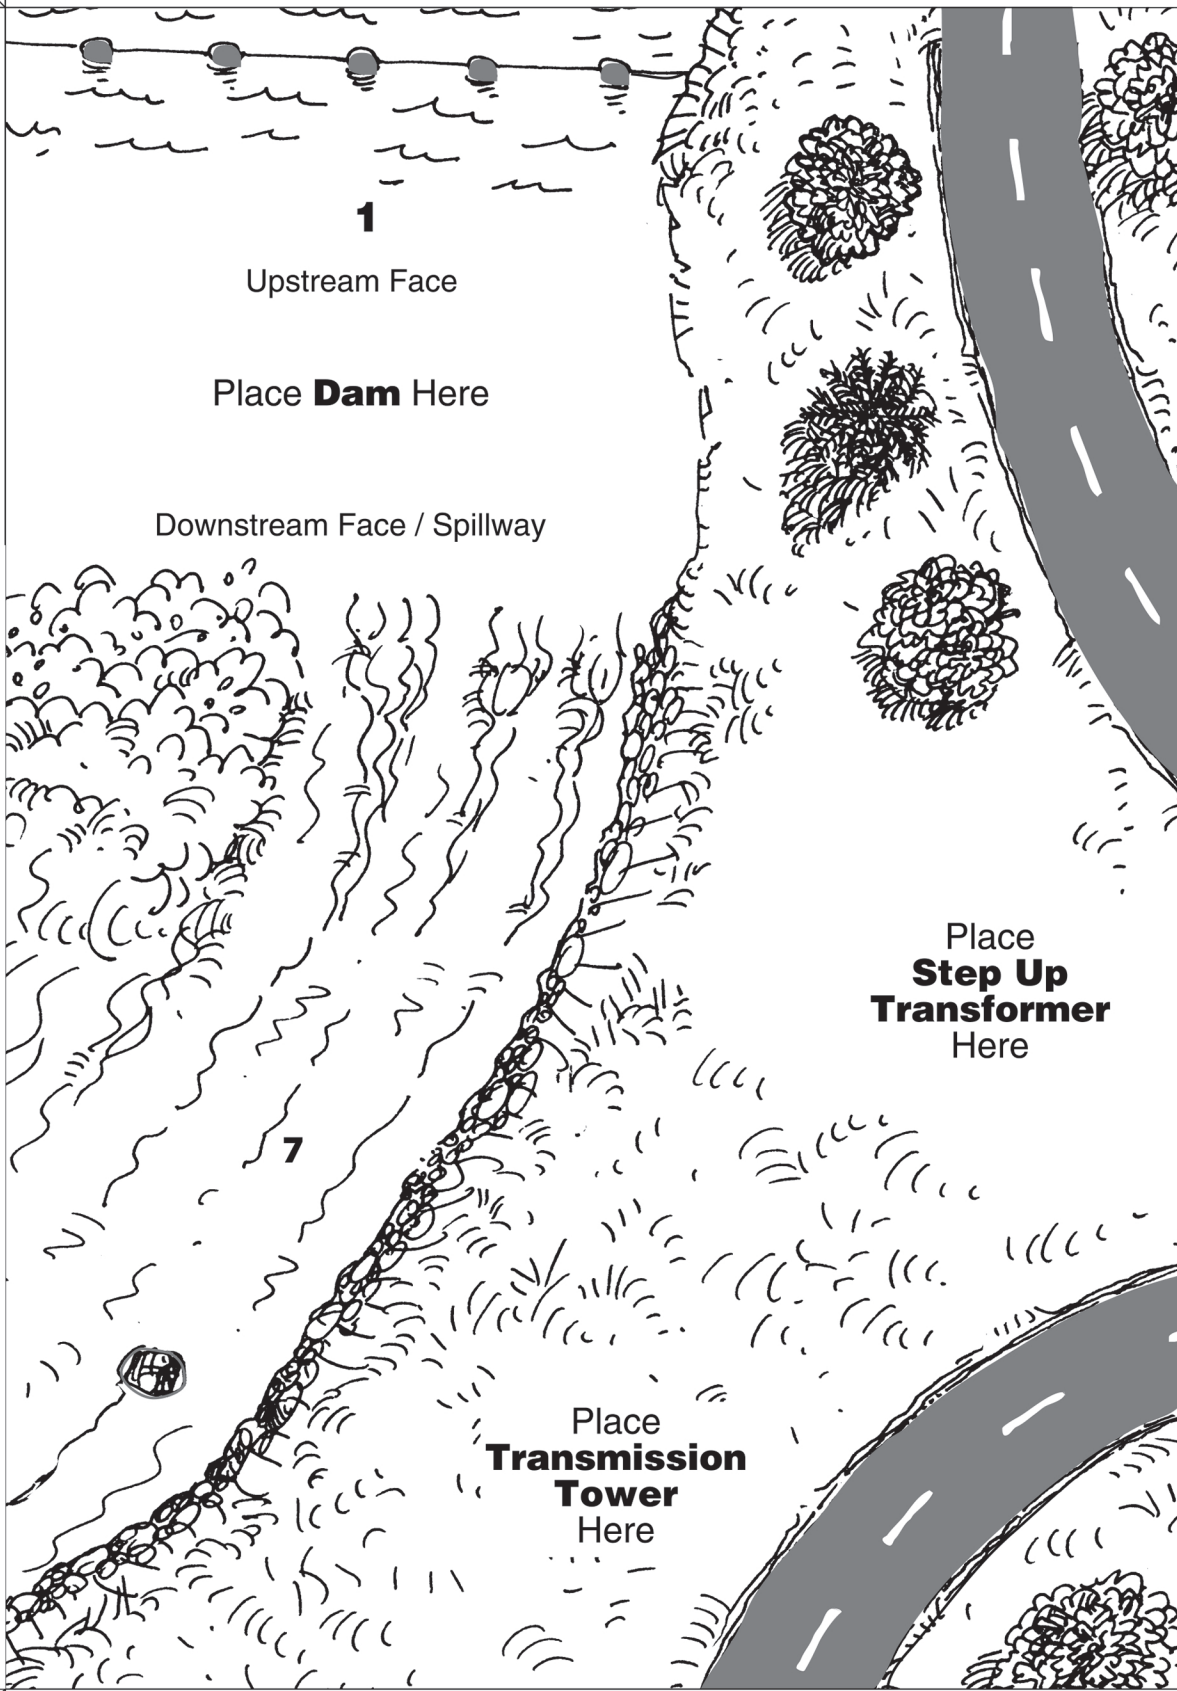 1
Upstream Face
Place Dam Here
Downstream Face / Spillway
Place
Step Up
Transformer
Here
7
Place
Transmission
Tower
Here